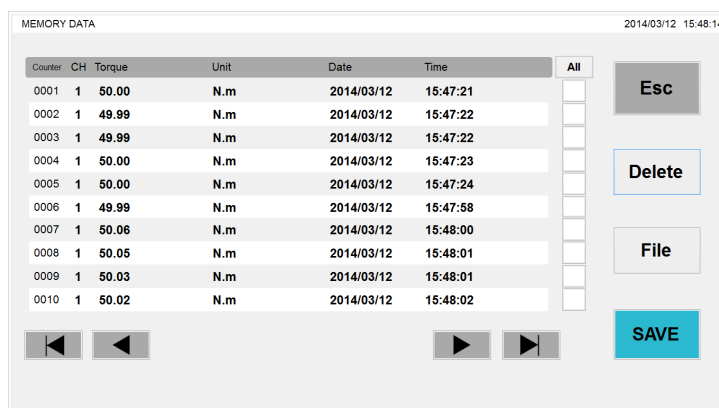 MEMORY DATA 2014/03/12 15:48:14
Counter CH Torque Unit Date Time All
0001 1 50.00 N.m 2014/03/12 15:47:21
0002 1 49.99 N.m 2014/03/12 15:47:22
0003 1 49.99 N.m 2014/03/12 15:47:22
0004 1 50.00 N.m 2014/03/12 15:47:23
0005 1 50.00 N.m 2014/03/12 15:47:24
0006 1 49.99 N.m 2014/03/12 15:47:58
0007 1 50.06 N.m 2014/03/12 15:48:00
0008 1 50.05 N.m 2014/03/12 15:48:01
0009 1 50.03 N.m 2014/03/12 15:48:01
0010 1 50.02 N.m 2014/03/12 15:48:02
Esc
Delete
File
SAVE